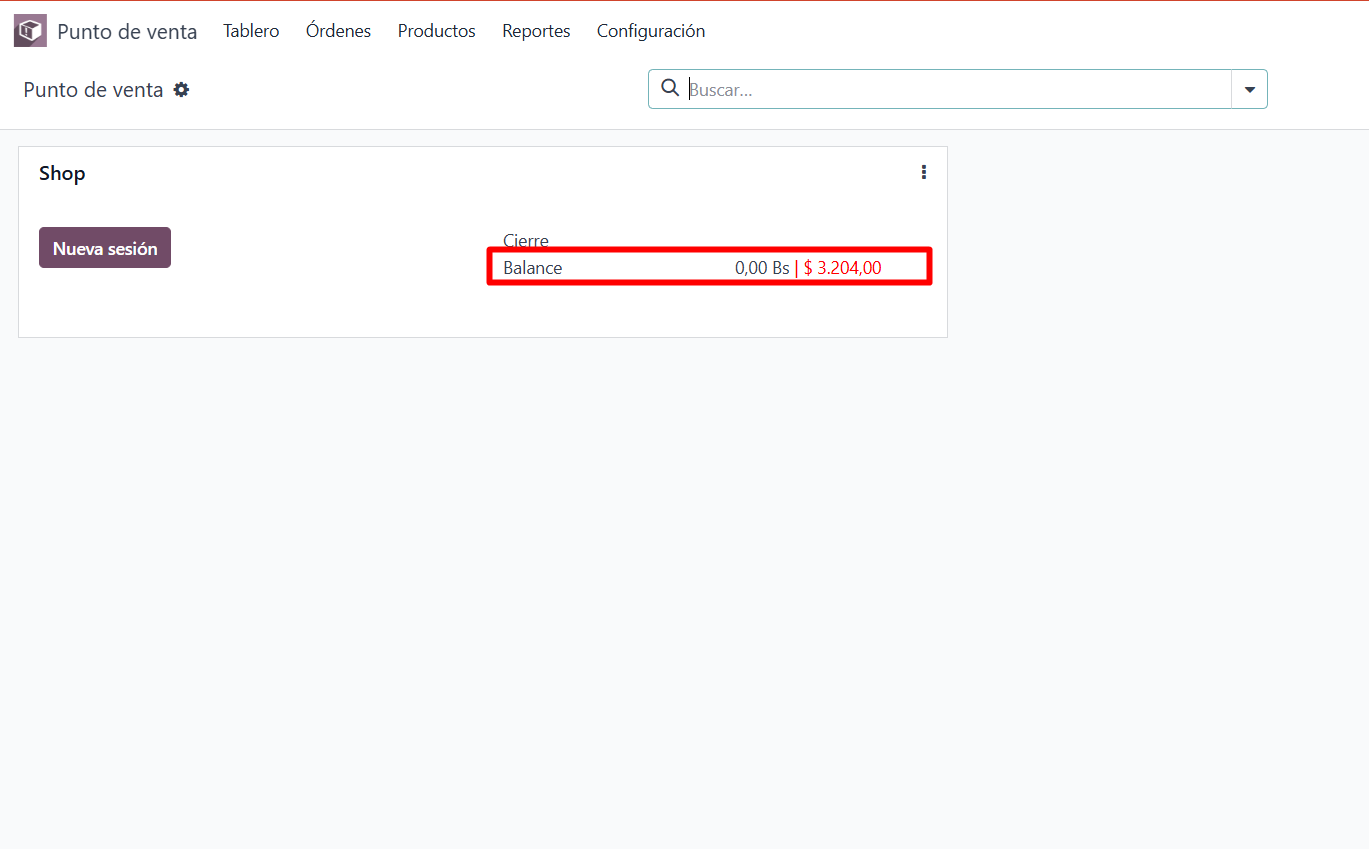 Punto de venta Tablero Órdenes Productos Reportes Configuración
Punto de venta Buscar...
Shop
Nueva sesión
Cierre
Balance 0,00 Bs | $ 3.204,00